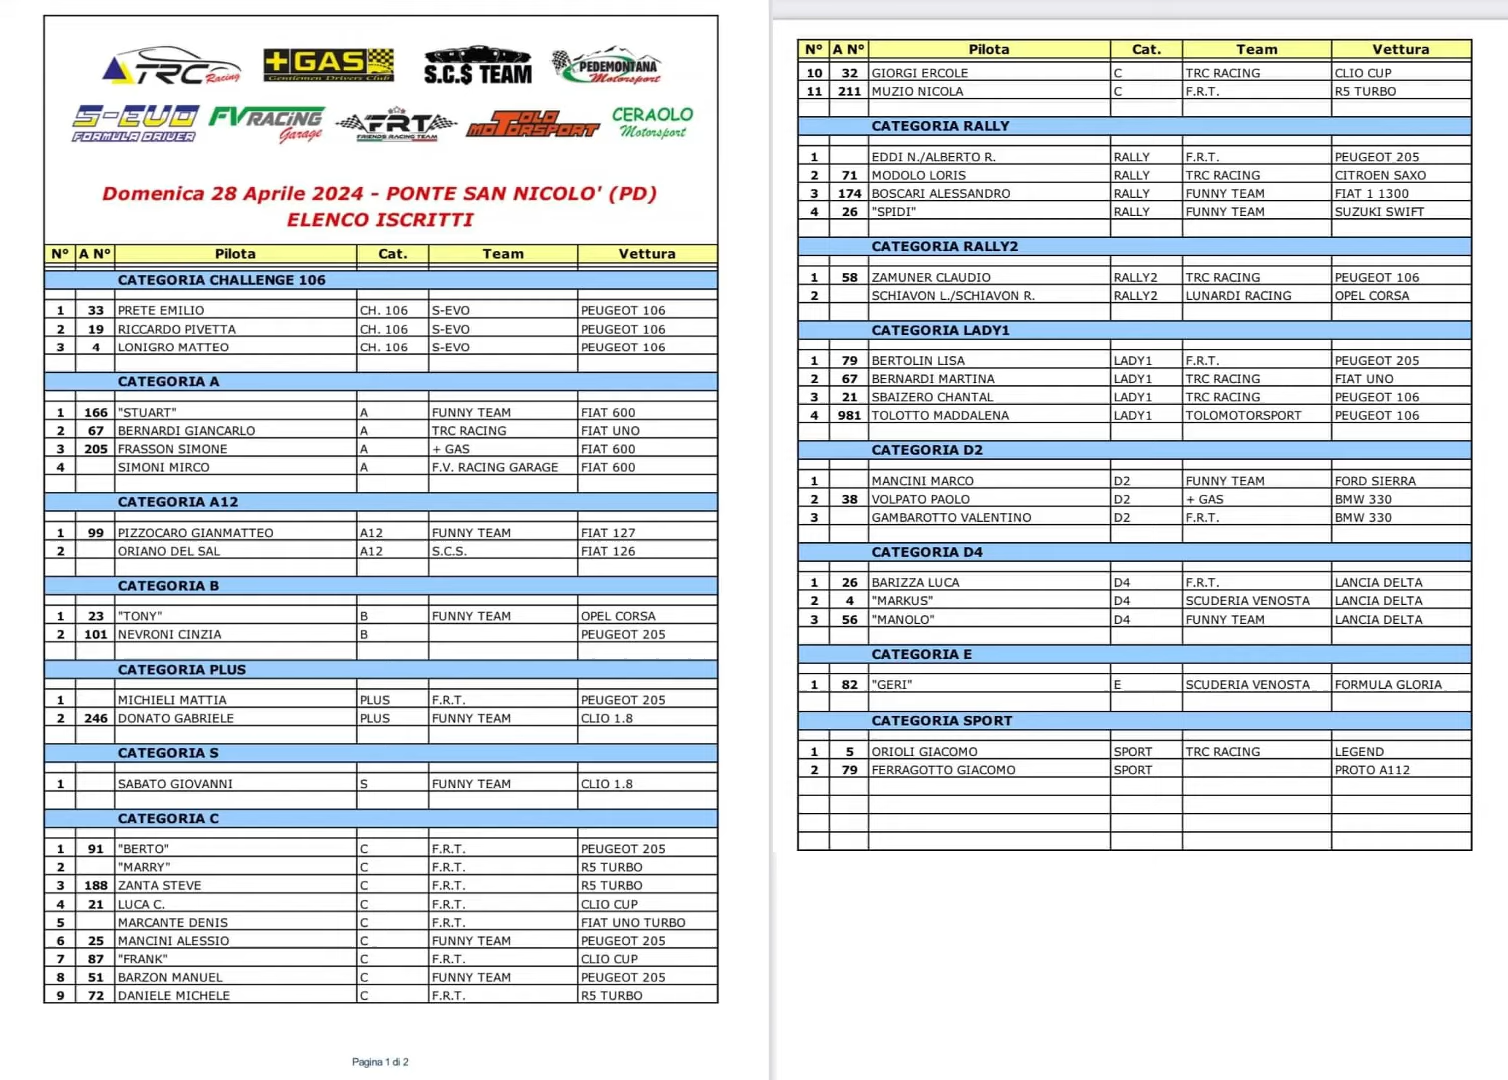 TRC Racing
+GAS
Gentlemen Drivers Club
S.C.$ TEAM
PEDEMONTANA
Motorsport
S-EVO
FORMULA DRIVER
FV RACING
Garage
FRT
FRIENDS RACING TEAM
TOLO
MOTORSPORT
CERAOLO
Motorsport
Domenica 28 Aprile 2024 - PONTE SAN NICOLO' (PD)
ELENCO ISCRITTI
N° A N° Pilota Cat. Team Vettura
CATEGORIA CHALLENGE 106
1 33 PRETE EMILIO CH. 106 S-EVO PEUGEOT 106
2 19 RICCARDO PIVETTA CH. 106 S-EVO PEUGEOT 106
3 4 LONIGRO MATTEO CH. 106 S-EVO PEUGEOT 106
CATEGORIA A
1 166 "STUART" A FUNNY TEAM FIAT 600
2 67 BERNARDI GIANCARLO A TRC RACING FIAT UNO
3 205 FRASSON SIMONE A + GAS FIAT 600
4 SIMONI MIRCO A F.V. RACING GARAGE FIAT 600
CATEGORIA A12
1 99 PIZZOCARO GIANMATTEO A12 FUNNY TEAM FIAT 127
2 ORIANO DEL SAL A12 S.C.S. FIAT 126
CATEGORIA B
1 23 "TONY" B FUNNY TEAM OPEL CORSA
2 101 NEVRONI CINZIA B PEUGEOT 205
CATEGORIA PLUS
1 MICHIELI MATTIA PLUS F.R.T. PEUGEOT 205
2 246 DONATO GABRIELE PLUS FUNNY TEAM CLIO 1.8
CATEGORIA S
1 SABATO GIOVANNI S FUNNY TEAM CLIO 1.8
CATEGORIA C
1 91 "BERTO" C F.R.T. PEUGEOT 205
2 "MARRY" C F.R.T. R5 TURBO
3 188 ZANTA STEVE C F.R.T. R5 TURBO
4 21 LUCA C. C F.R.T. CLIO CUP
5 MARCANTE DENIS C F.R.T. FIAT UNO TURBO
6 25 MANCINI ALESSIO C FUNNY TEAM PEUGEOT 205
7 87 "FRANK" C F.R.T. CLIO CUP
8 51 BARZON MANUEL C FUNNY TEAM PEUGEOT 205
9 72 DANIELE MICHELE C F.R.T. R5 TURBO
Pagina 1 di 2
N° A N° Pilota Cat. Team Vettura
10 32 GIORGI ERCOLE C TRC RACING CLIO CUP
11 211 MUZIO NICOLA C F.R.T. R5 TURBO
CATEGORIA RALLY
1 EDDI N./ALBERTO R. RALLY F.R.T. PEUGEOT 205
2 71 MODOLO LORIS RALLY TRC RACING CITROEN SAXO
3 174 BOSCARI ALESSANDRO RALLY FUNNY TEAM FIAT 1 1300
4 26 "SPIDI" RALLY FUNNY TEAM SUZUKI SWIFT
CATEGORIA RALLY2
1 58 ZAMUNER CLAUDIO RALLY2 TRC RACING PEUGEOT 106
2 SCHIAVON L./SCHIAVON R. RALLY2 LUNARDI RACING OPEL CORSA
CATEGORIA LADY1
1 79 BERTOLIN LISA LADY1 F.R.T. PEUGEOT 205
2 67 BERNARDI MARTINA LADY1 TRC RACING FIAT UNO
3 21 SBAIZERO CHANTAL LADY1 TRC RACING PEUGEOT 106
4 981 TOLOTTO MADDALENA LADY1 TOLOMOTORSPORT PEUGEOT 106
CATEGORIA D2
1 MANCINI MARCO D2 FUNNY TEAM FORD SIERRA
2 38 VOLPATO PAOLO D2 + GAS BMW 330
3 GAMBAROTTO VALENTINO D2 F.R.T. BMW 330
CATEGORIA D4
1 26 BARIZZA LUCA D4 F.R.T. LANCIA DELTA
2 4 "MARKUS" D4 SCUDERIA VENOSTA LANCIA DELTA
3 56 "MANOLO" D4 FUNNY TEAM LANCIA DELTA
CATEGORIA E
1 82 "GERI" E SCUDERIA VENOSTA FORMULA GLORIA
CATEGORIA SPORT
1 5 ORIOLI GIACOMO SPORT TRC RACING LEGEND
2 79 FERRAGOTTO GIACOMO SPORT PROTO A112